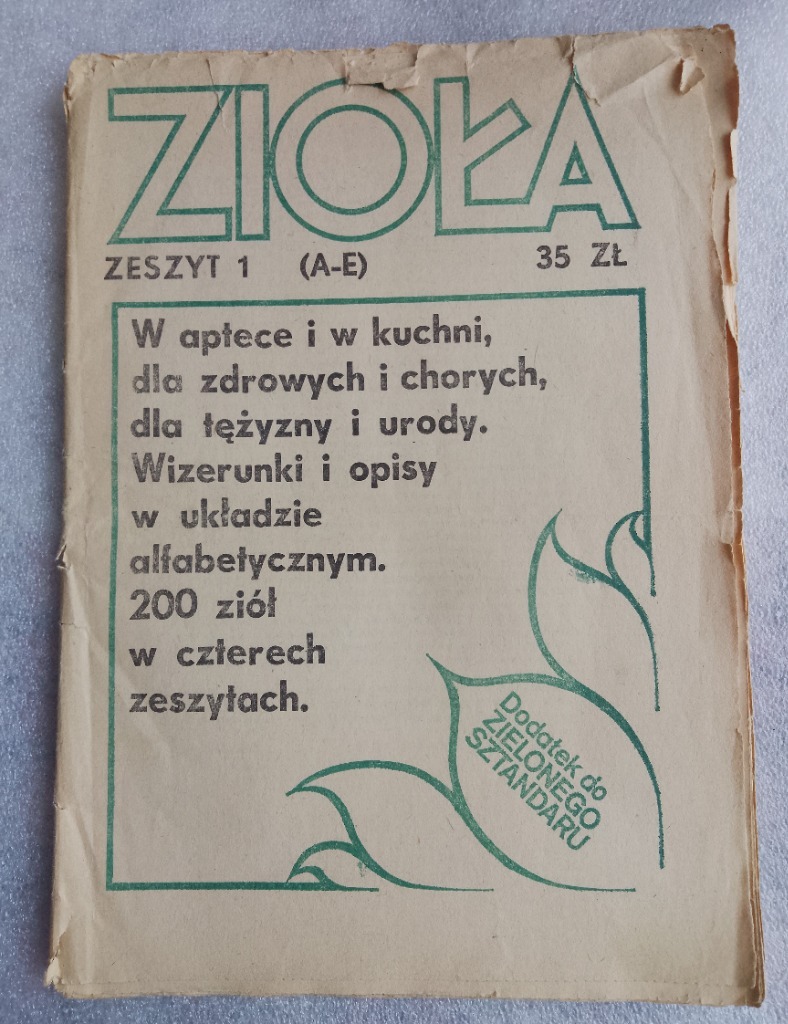 ZIOŁA
ZESZYT 1 (A-E) 35 ZŁ
W aptece i w kuchni,
dla zdrowych i chorych,
dla tężyzny i urody.
Wizerunki i opisy
w układzie
alfabetycznym.
200 ziół
w czterech
zeszytach.
Dodatek do
ZIELONEGO
SZTANDARU